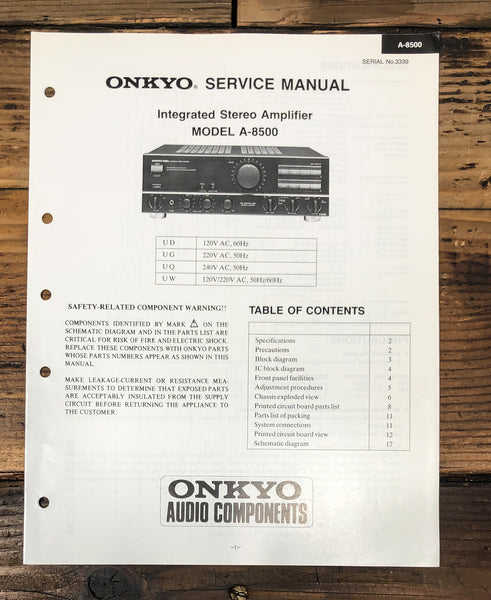 A-8500
SERIAL No.3339
ONKYO® SERVICE MANUAL
Integrated Stereo Amplifier
MODEL A-8500
UD 120V AC, 60Hz
UG 220V AC, 50Hz
UQ 240V AC, 50Hz
UW 120V/220V AC, 50Hz/60Hz
SAFETY-RELATED COMPONENT WARNING!!
COMPONENTS IDENTIFIED BY MARK ⚠ ON THE
SCHEMATIC DIAGRAM AND IN THE PARTS LIST ARE
CRITICAL FOR RISK OF FIRE AND ELECTRIC SHOCK.
REPLACE THESE COMPONENTS WITH ONKYO PARTS
WHOSE PARTS NUMBERS APPEAR AS SHOWN IN THIS
MANUAL.
MAKE LEAKAGE-CURRENT OR RESISTANCE MEA-
SUREMENTS TO DETERMINE THAT EXPOSED PARTS
ARE ACCEPTABLY INSULATED FROM THE SUPPLY
CIRCUIT BEFORE RETURNING THE APPLIANCE TO
THE CUSTOMER.
TABLE OF CONTENTS
Specifications 2
Precautions 2
Block diagram 3
IC block diagram 4
Front panel facilities 4
Adjustment procedures 5
Chassis exploded view 6
Printed circuit board parts list 8
Parts list of packing 11
System connections 11
Printed circuit board view 12
Schematic diagram 17
ONKYO
AUDIO COMPONENTS
–1–